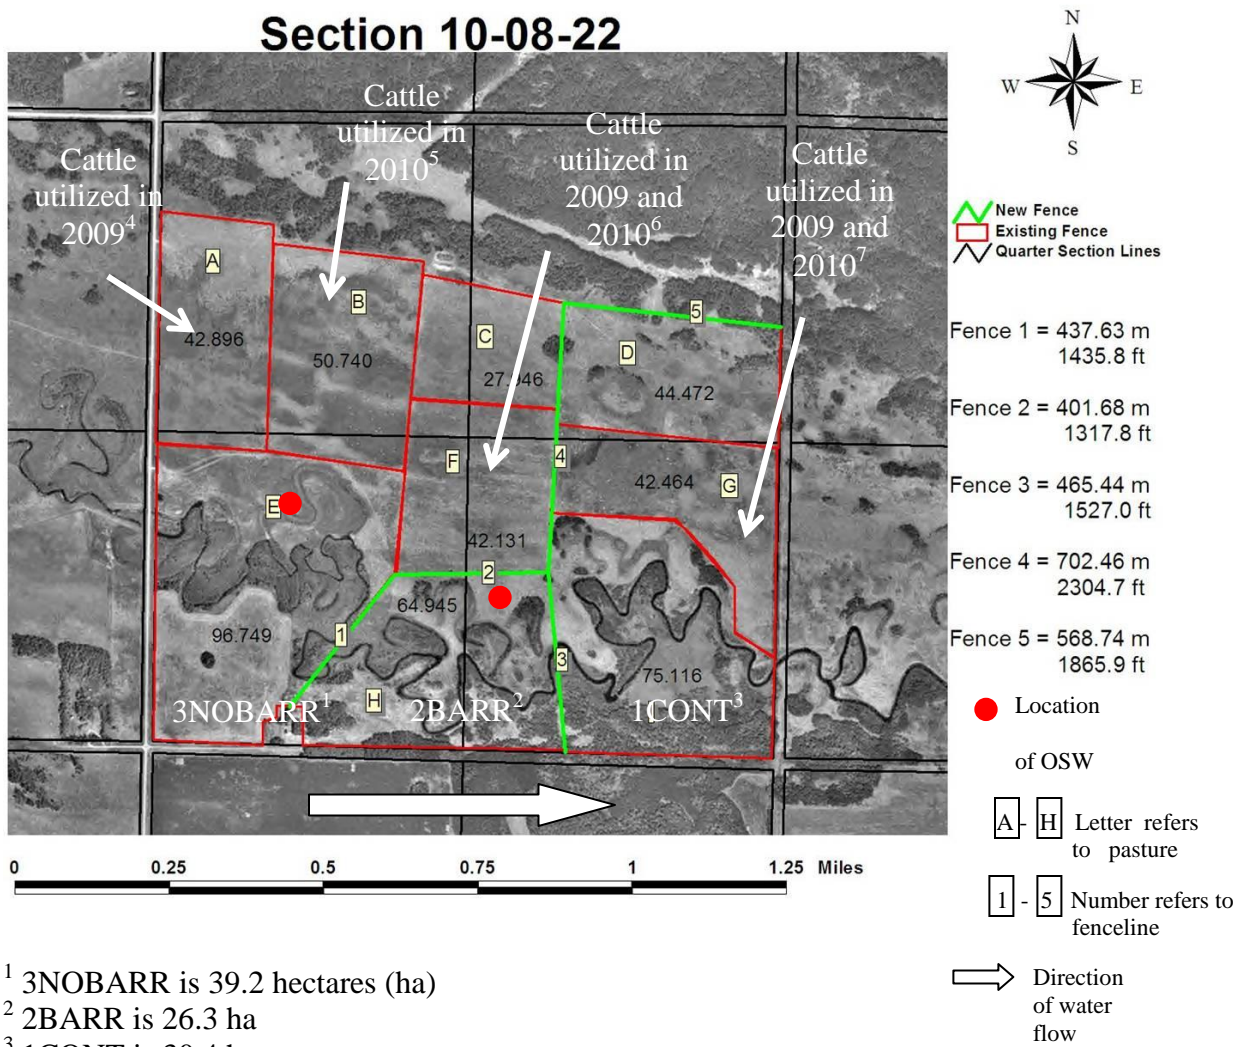 Section 10-08-22
N
W E
S
Cattle
utilized in
2009⁴
Cattle
utilized in
2010⁵
Cattle
utilized in
2009 and
2010⁶
Cattle
utilized in
2009 and
2010⁷
New Fence
Existing Fence
Quarter Section Lines
A
42.896
B
50.740
C
5
D
44.472
F
4
42.464
G
E
42.131
2
64.945
1
96.749
3
75.116
H
3NOBARR¹
2BARR²
1CONT³
Fence 1 = 437.63 m
1435.8 ft
Fence 2 = 401.68 m
1317.8 ft
Fence 3 = 465.44 m
1527.0 ft
Fence 4 = 702.46 m
2304.7 ft
Fence 5 = 568.74 m
1865.9 ft
Location
of OSW
A - H Letter refers
to pasture
1 - 5 Number refers to
fenceline
Direction
of water
flow
0 0.25 0.5 0.75 1 1.25 Miles
¹ 3NOBARR is 39.2 hectares (ha)
² 2BARR is 26.3 ha